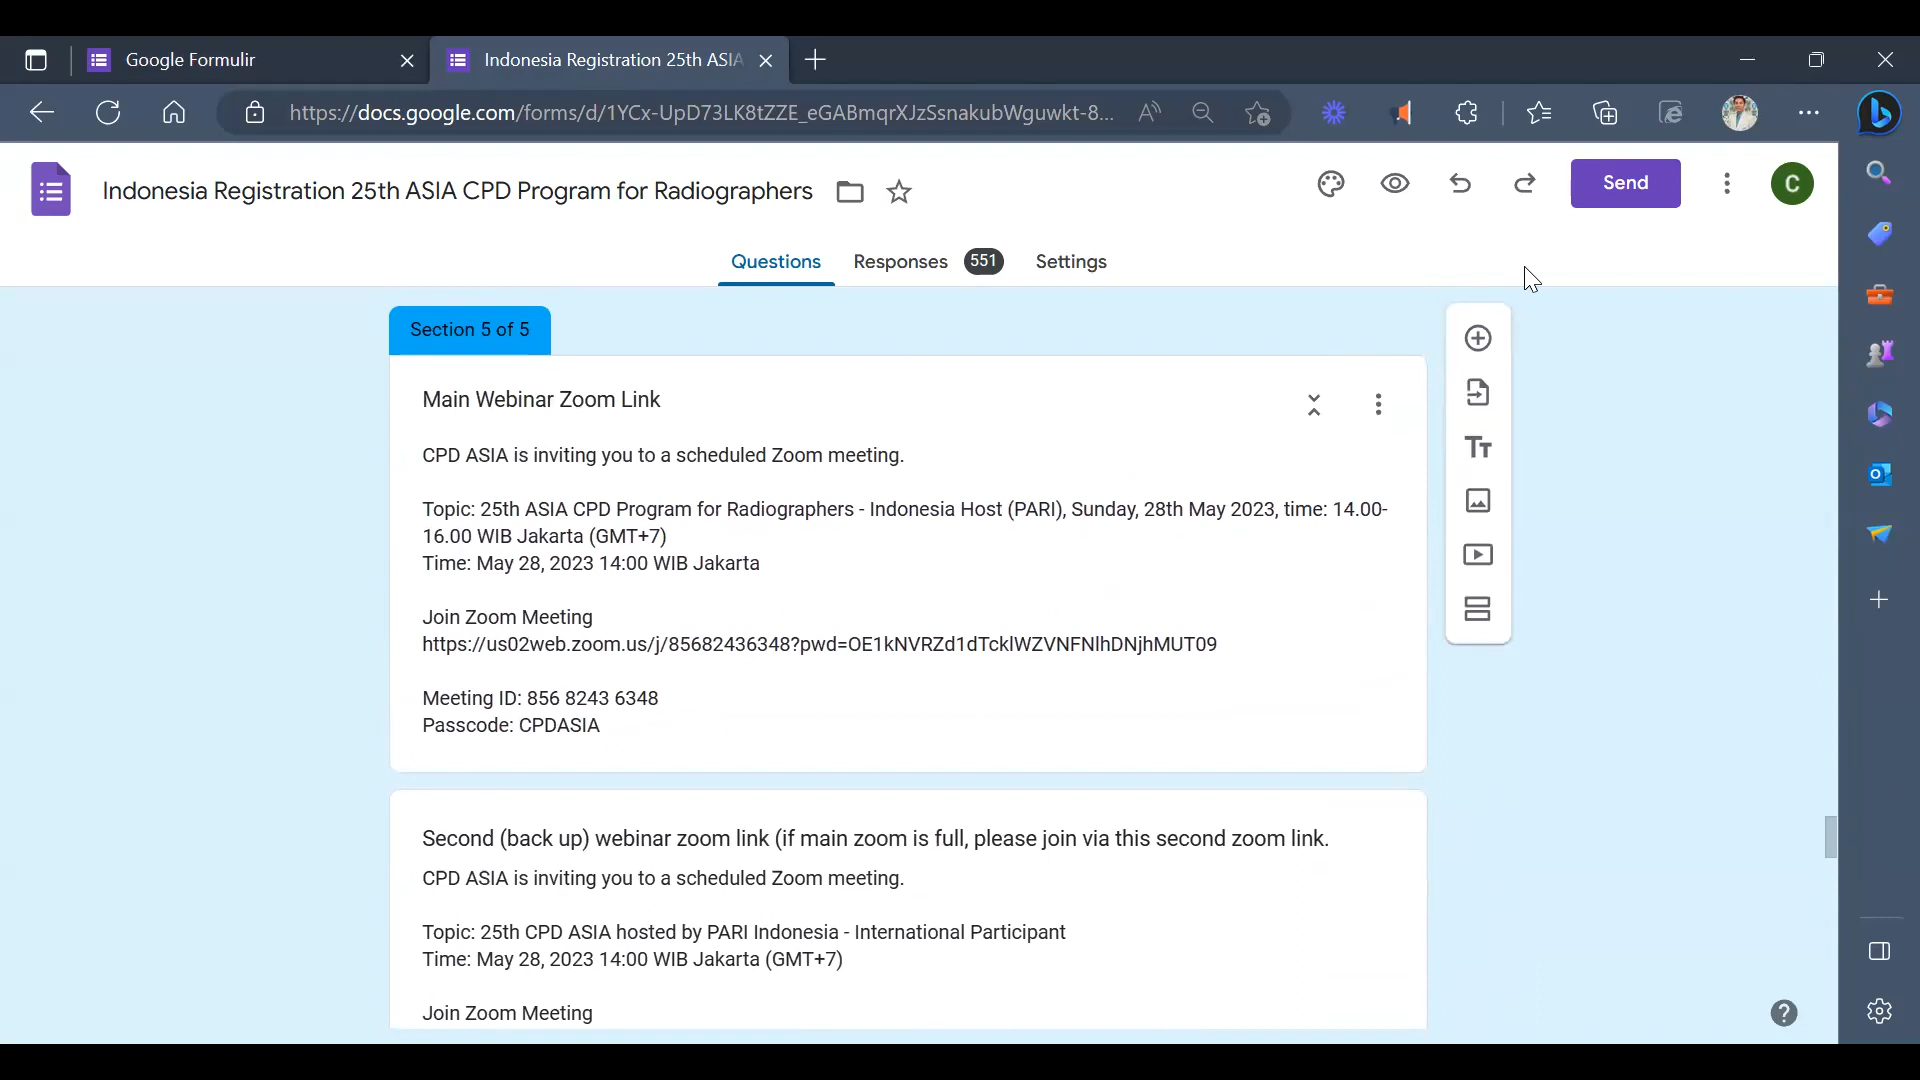 Google Formulir
Indonesia Registration 25th ASIA
https://docs.google.com/forms/d/1YCx-UpD73LK8tZZE_eGABmqrXJzSsnakubWguwkt-8...
Indonesia Registration 25th ASIA CPD Program for Radiographers
Send
C
Questions
Responses 551
Settings
Section 5 of 5
Main Webinar Zoom Link
CPD ASIA is inviting you to a scheduled Zoom meeting.
Topic: 25th ASIA CPD Program for Radiographers - Indonesia Host (PARI), Sunday, 28th May 2023, time: 14.00-
16.00 WIB Jakarta (GMT+7)
Time: May 28, 2023 14:00 WIB Jakarta
Join Zoom Meeting
https://us02web.zoom.us/j/85682436348?pwd=OE1kNVRZd1dTcklWZVNFNlhDNjhMUT09
Meeting ID: 856 8243 6348
Passcode: CPDASIA
Second (back up) webinar zoom link (if main zoom is full, please join via this second zoom link.
CPD ASIA is inviting you to a scheduled Zoom meeting.
Topic: 25th CPD ASIA hosted by PARI Indonesia - International Participant
Time: May 28, 2023 14:00 WIB Jakarta (GMT+7)
Join Zoom Meeting